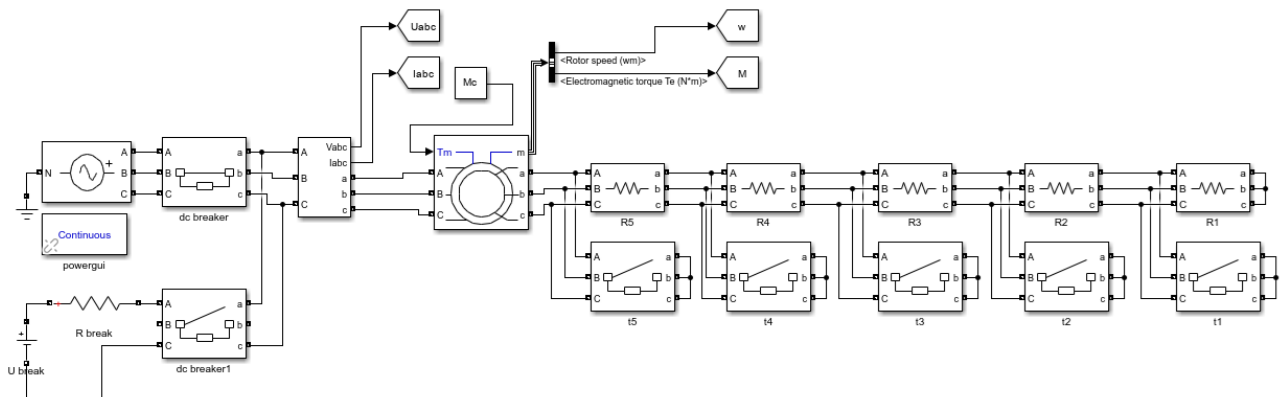 Uabc
w
<Rotor speed (wm)>
Iabc
Mc
<Electromagnetic torque Te (N*m)>
M
N
A
B
C
A
B
C
a
b
c
dc breaker
A
B
C
Vabc
Iabc
a
b
c
Tm
m
A
B
C
a
b
c
A
B
C
a
b
c
R5
A
B
C
a
b
c
R4
A
B
C
a
b
c
R3
A
B
C
a
b
c
R2
A
B
C
a
b
c
R1
Continuous
powergui
A
B
C
a
b
c
t5
A
B
C
a
b
c
t4
A
B
C
a
b
c
t3
A
B
C
a
b
c
t2
A
B
C
a
b
c
t1
+
+
U break
R break
A
B
C
a
b
c
dc breaker1